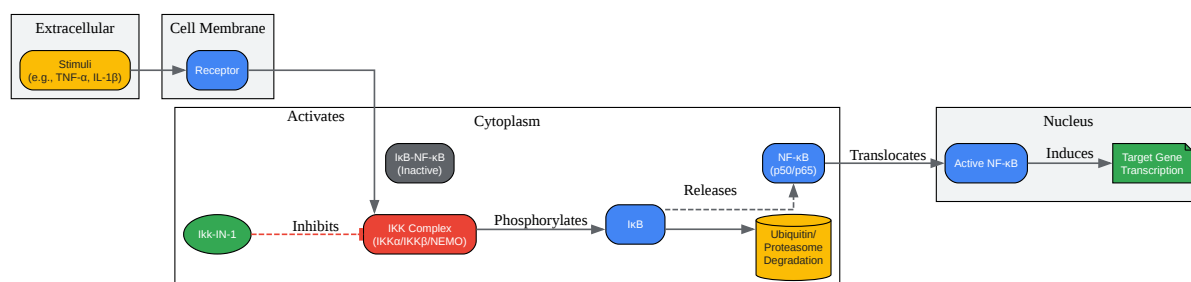 Extracellular
Stimuli
(e.g., TNF-α, IL-1β)
Cell Membrane
Receptor
Activates
Cytoplasm
IκB-NF-κB
(Inactive)
Ikk-IN-1
Inhibits
IKK Complex
(IKKα/IKKβ/NEMO)
Phosphorylates
IκB
Releases
NF-κB
(p50/p65)
Ubiquitin/
Proteasome
Degradation
Translocates
Nucleus
Active NF-κB
Induces
Target Gene
Transcription